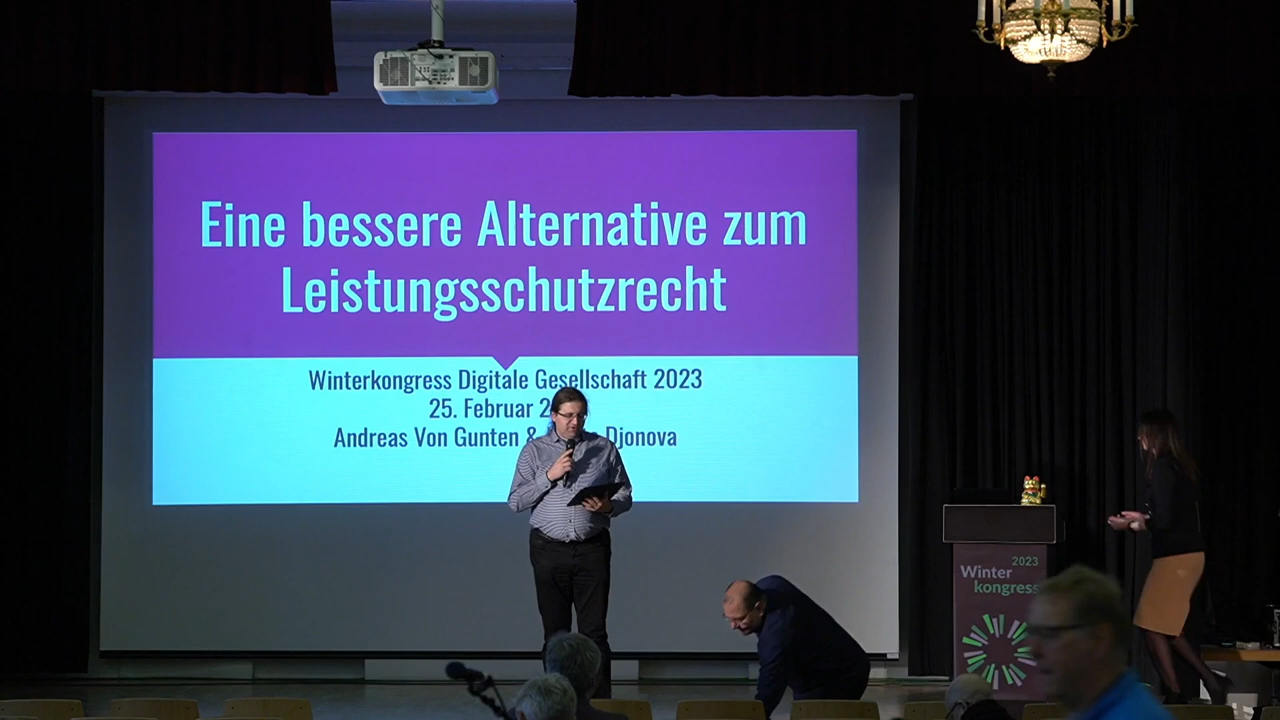 Eine bessere Alternative zum
Leistungsschutzrecht
Winterkongress Digitale Gesellschaft 2023
25. Februar
Andreas Von Gunten & Djonova
2023
Winter
kongress